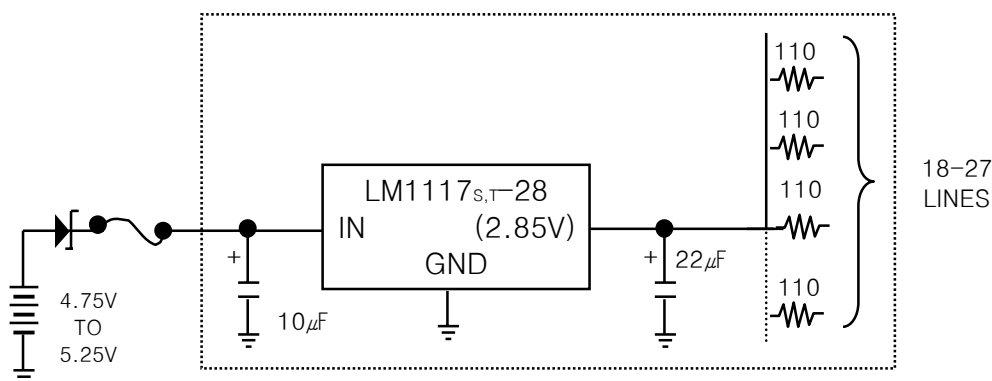 110
110
110
110
18-27
LINES
LM1117S,T-28
IN
(2.85V)
GND
+
10μF
+
22μF
4.75V
TO
5.25V